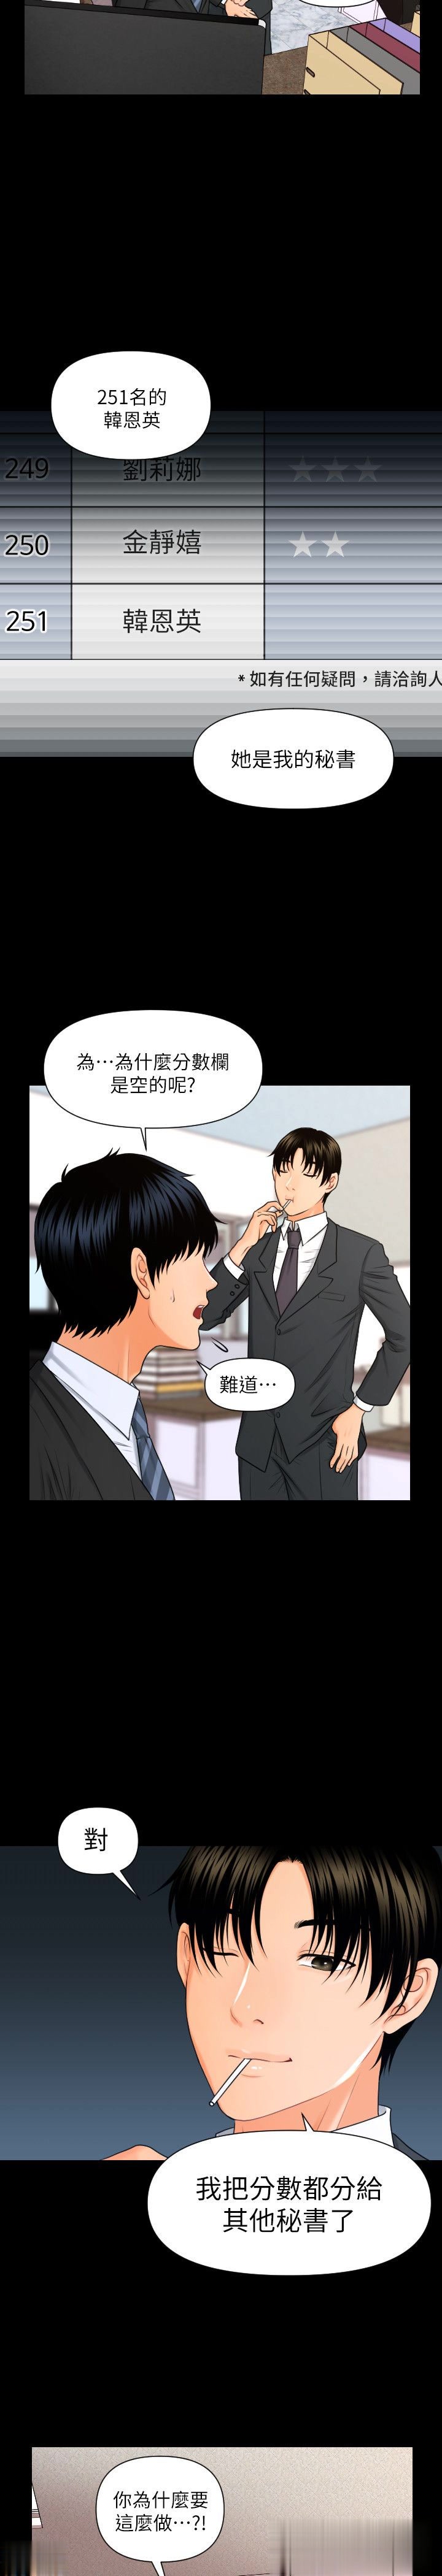 251名的
韓恩英
249 劉莉娜 ★★★
250 金靜嬉 ★★
251 韓恩英
*如有任何疑問，請洽詢人
她是我的秘書
為⋯為什麼分數欄
是空的呢?
難道⋯
對
我把分數都分給
其他秘書了
你為什麼要
這麼做⋯?!